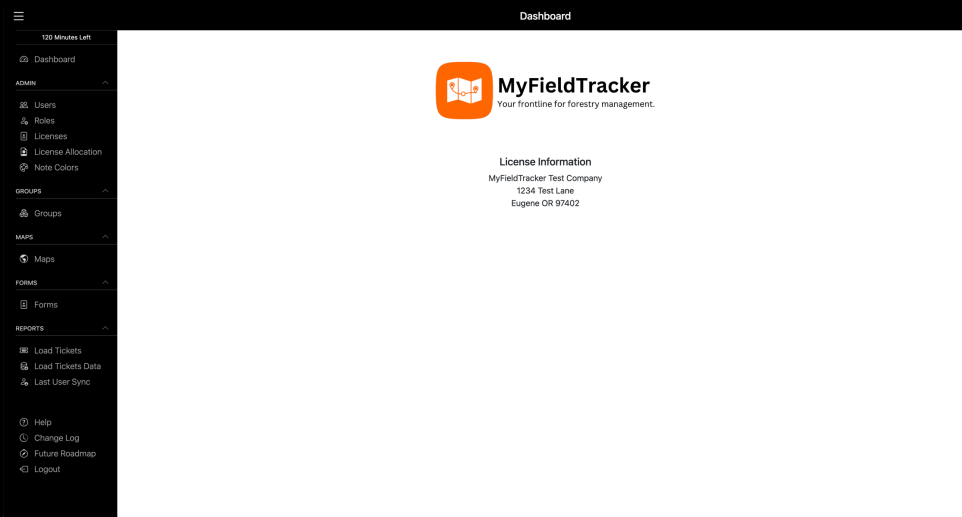 Dashboard
120 Minutes Left
Dashboard
ADMIN
Users
Roles
Licenses
License Allocation
Note Colors
GROUPS
Groups
MAPS
Maps
FORMS
Forms
REPORTS
Load Tickets
Load Tickets Data
Last User Sync
Help
Change Log
Future Roadmap
Logout
MyFieldTracker
Your frontline for forestry management.
License Information
MyFieldTracker Test Company
1234 Test Lane
Eugene OR 97402